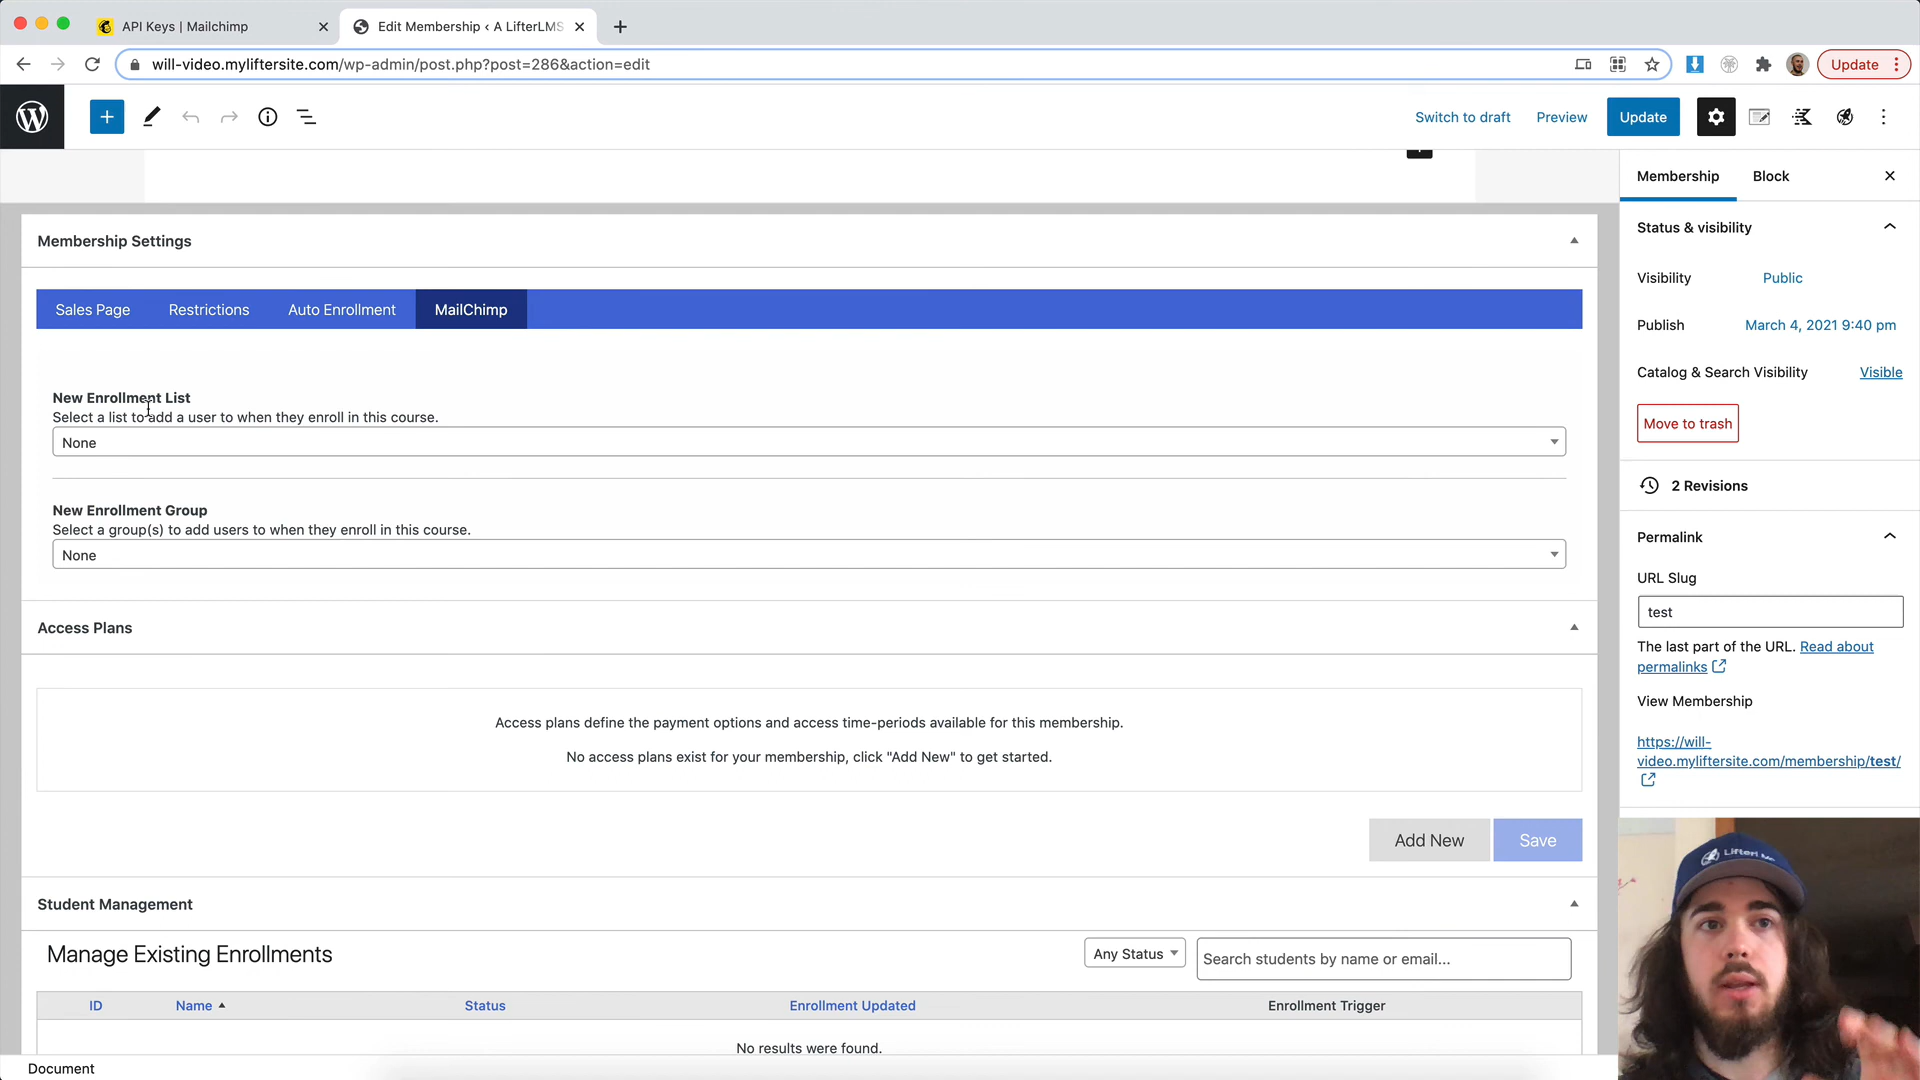 API Keys | Mailchimp
Edit Membership ‹ A LifterLMS
will-video.myliftersite.com/wp-admin/post.php?post=286&action=edit
Update
Switch to draft
Preview
Update
Membership Settings
Sales Page
Restrictions
Auto Enrollment
MailChimp
New Enrollment List
Select a list to add a user to when they enroll in this course.
None
New Enrollment Group
Select a group(s) to add users to when they enroll in this course.
None
Access Plans
Access plans define the payment options and access time-periods available for this membership.
No access plans exist for your membership, click "Add New" to get started.
Add New
Save
Student Management
Manage Existing Enrollments
Any Status
Search students by name or email...
ID
Name
Status
Enrollment Updated
Enrollment Trigger
No results were found.
Document
Membership
Block
Status & visibility
Visibility
Public
Publish
March 4, 2021 9:40 pm
Catalog & Search Visibility
Visible
Move to trash
2 Revisions
Permalink
URL Slug
test
The last part of the URL. Read about
permalinks
View Membership
https://will-
video.myliftersite.com/membership/test/